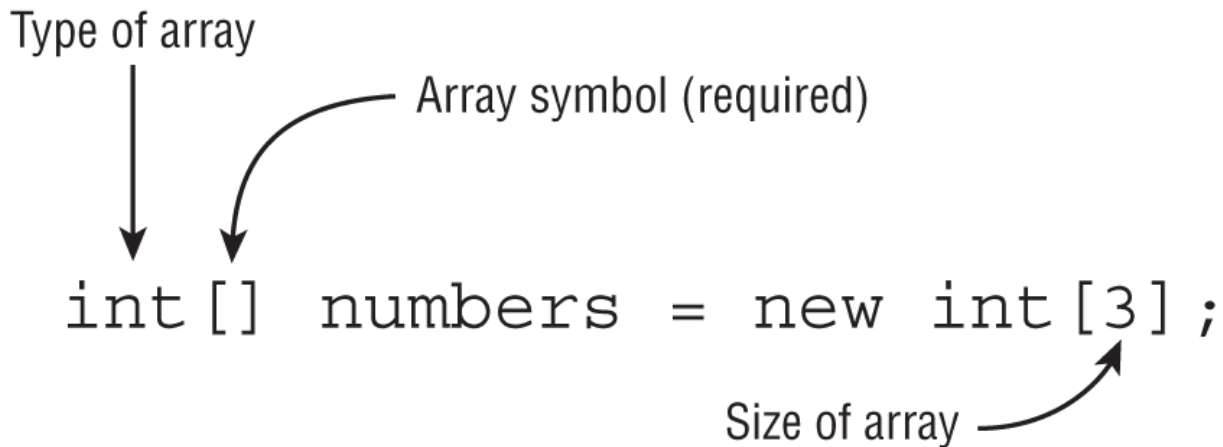 Type of array
Array symbol (required)
int[] numbers = new int[3];
Size of array